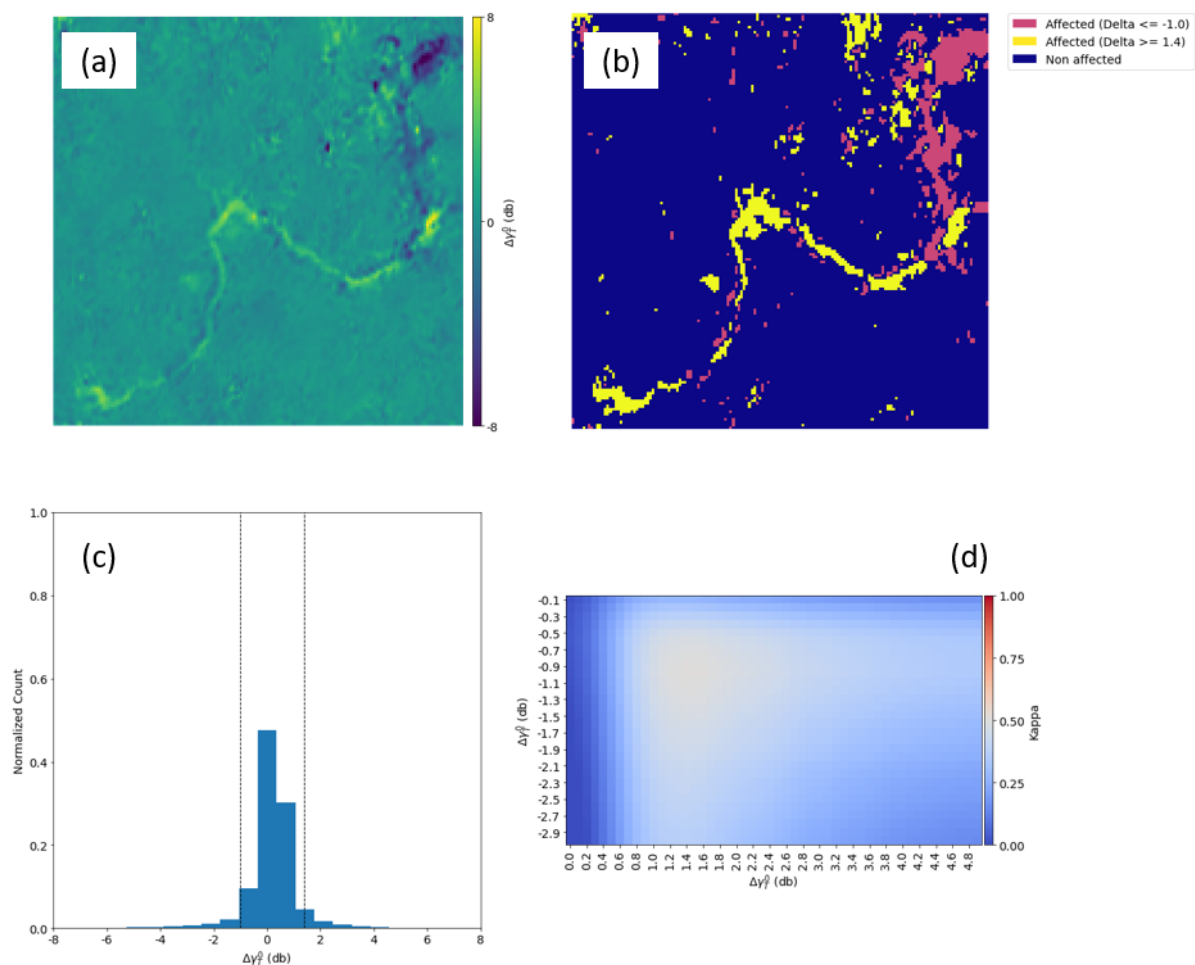 (a)
8
0
-8
Δγ⁰_T (db)
(b)
Affected (Delta <= -1.0)
Affected (Delta >= 1.4)
Non affected
(c)
Normalized Count
1.0
0.8
0.6
0.4
0.2
0.0
-8 -6 -4 -2 0 2 4 6 8
Δγ⁰_T (db)
(d)
Δγ⁰_T (db)
-0.1
-0.3
-0.5
-0.7
-0.9
-1.1
-1.3
-1.5
-1.7
-1.9
-2.1
-2.3
-2.5
-2.7
-2.9
0.0 0.2 0.4 0.6 0.8 1.0 1.2 1.4 1.6 1.8 2.0 2.2 2.4 2.6 2.8 3.0 3.2 3.4 3.6 3.8 4.0 4.2 4.4 4.6 4.8
Δγ⁰_T (db)
1.00
0.75
0.50
0.25
0.00
Kappa